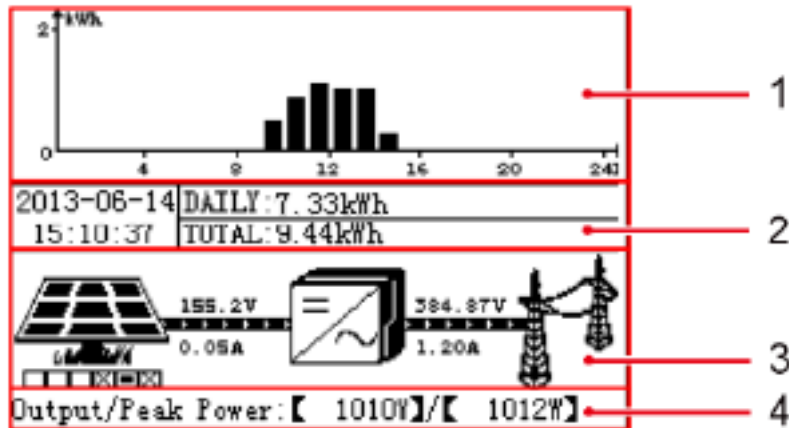 kWh
2
0
4 8 12 16 20 24
1
2013-06-14 DAILY:7.33kWh
15:10:37 TOTAL:9.44kWh
2
155.2V 384.87V
0.05A 1.20A
3
Output/Peak Power:【 1010W】/【 1012W】
4